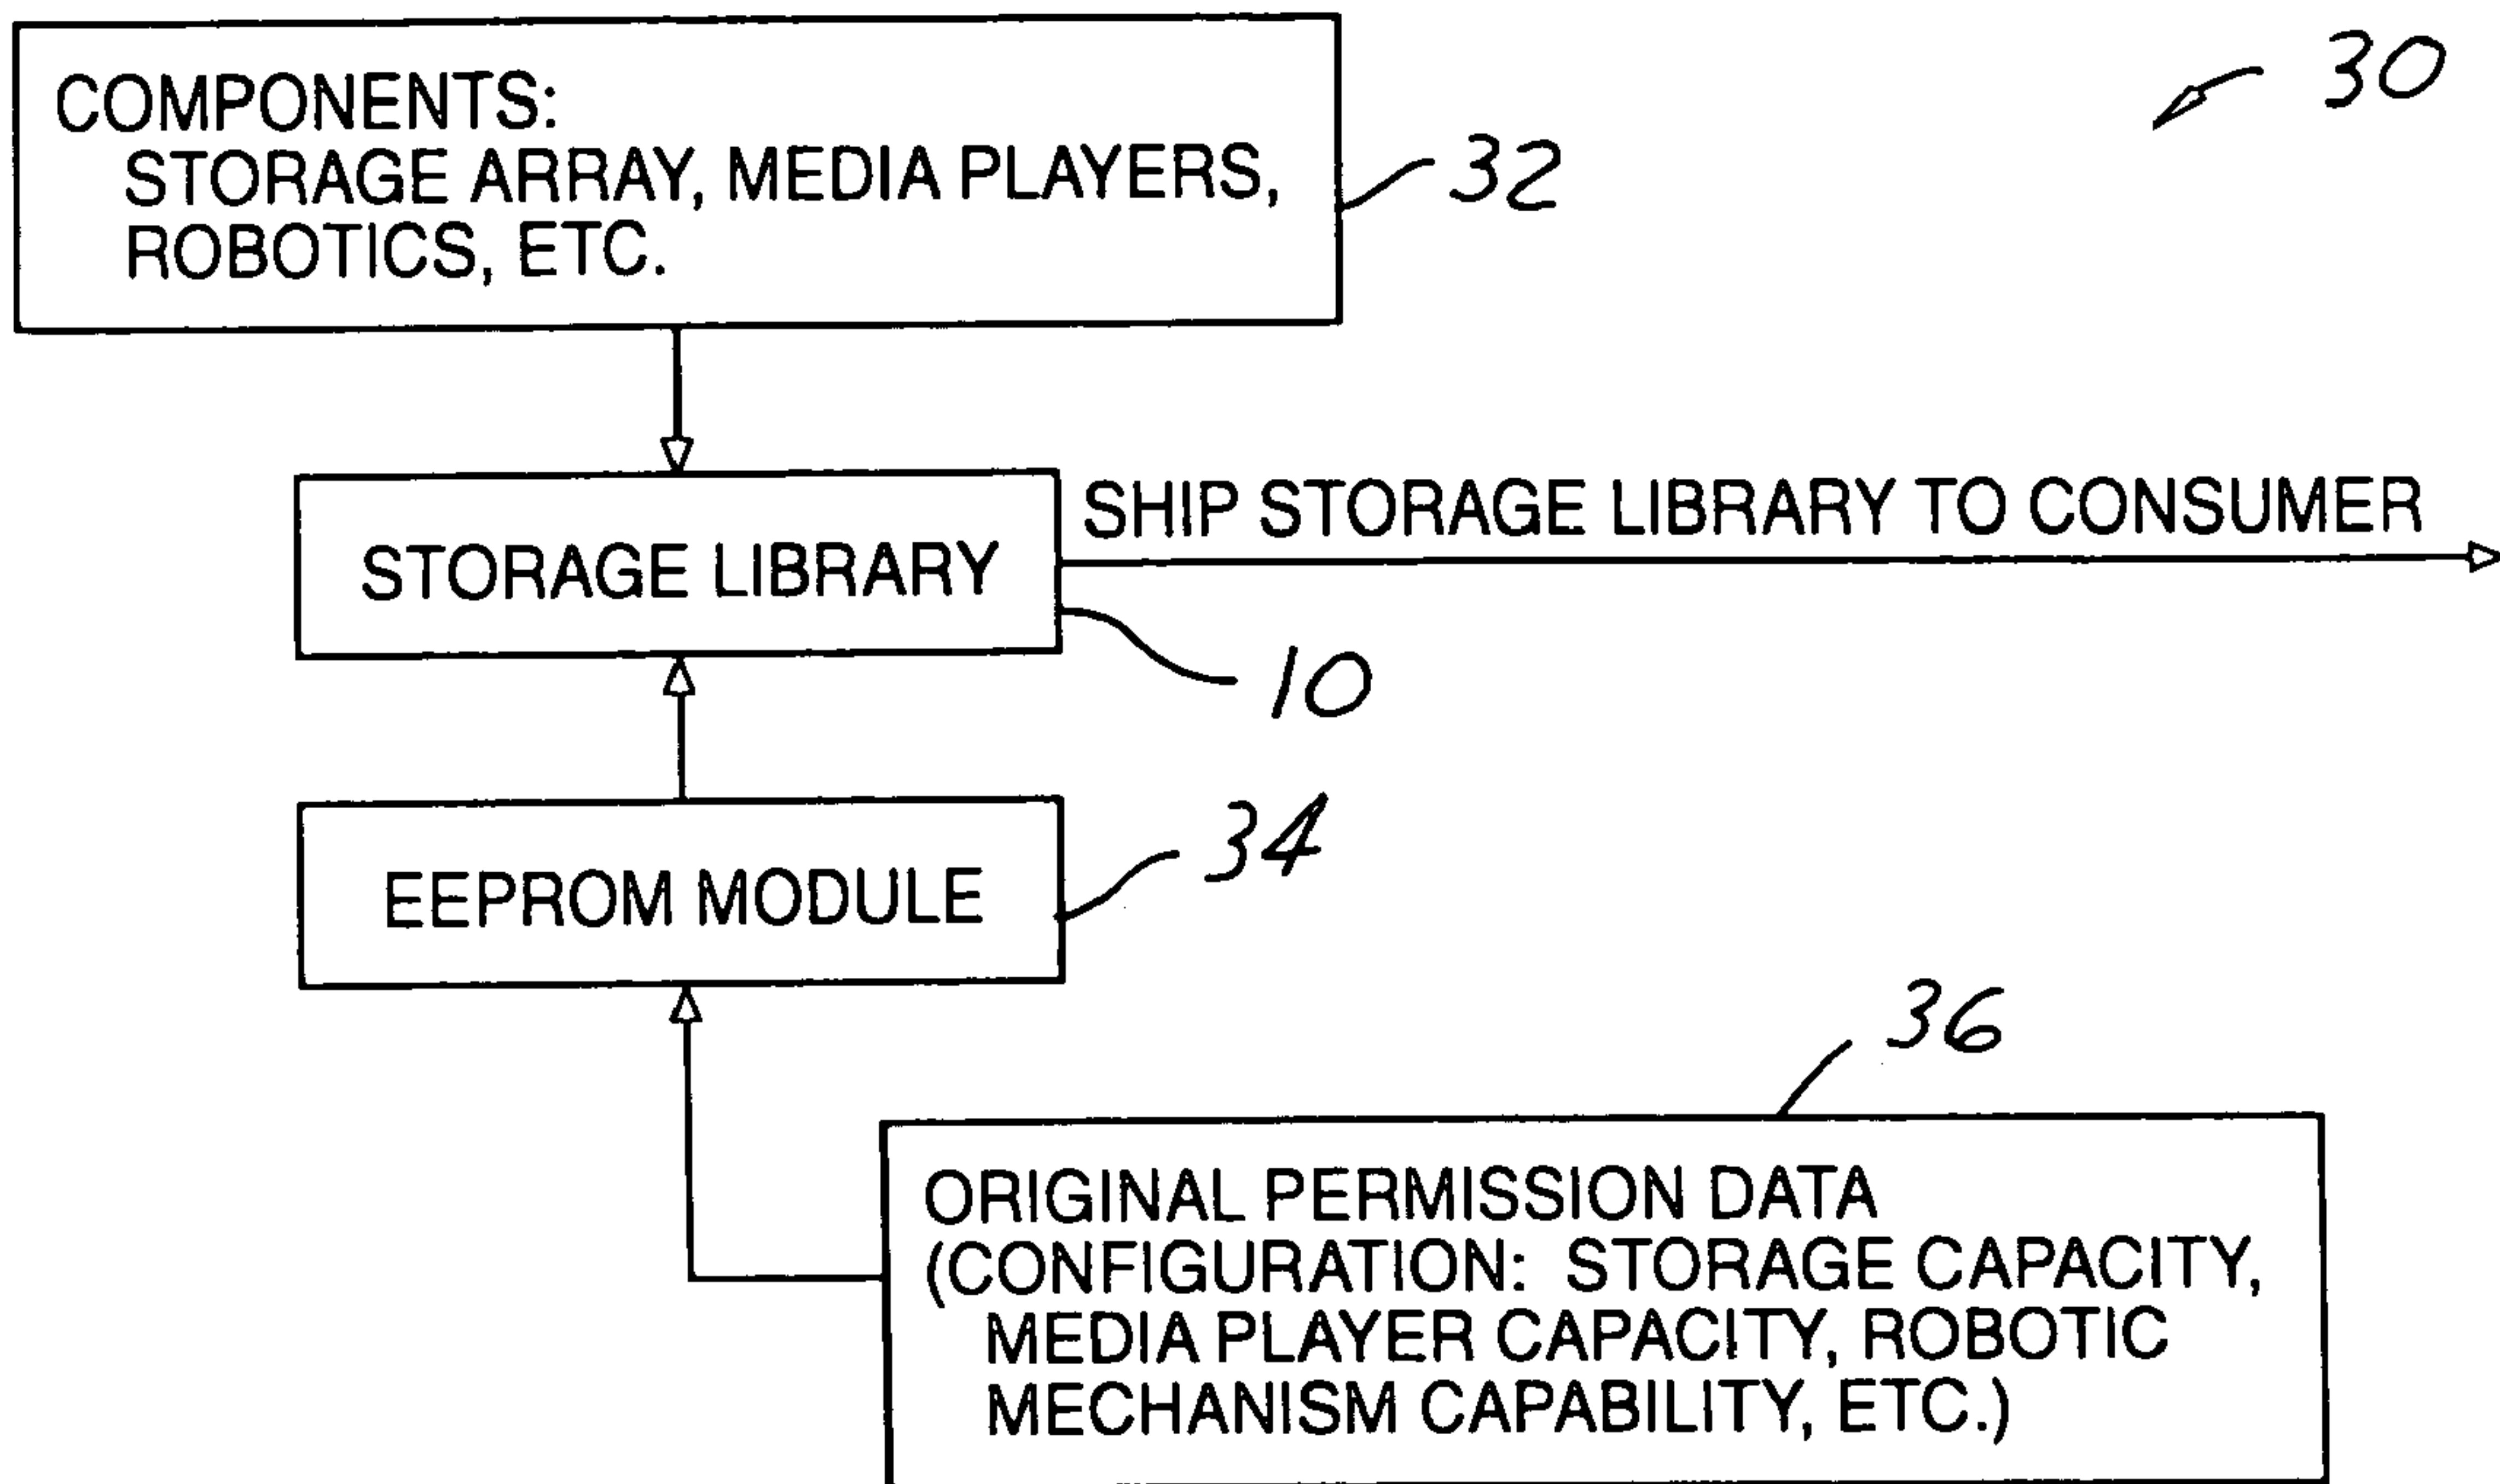 COMPONENTS:
STORAGE ARRAY, MEDIA PLAYERS,
ROBOTICS, ETC.
30
32
SHIP STORAGE LIBRARY TO CONSUMER
STORAGE LIBRARY
10
34
EEPROM MODULE
36
ORIGINAL PERMISSION DATA
(CONFIGURATION: STORAGE CAPACITY,
MEDIA PLAYER CAPACITY, ROBOTIC
MECHANISM CAPABILITY, ETC.)